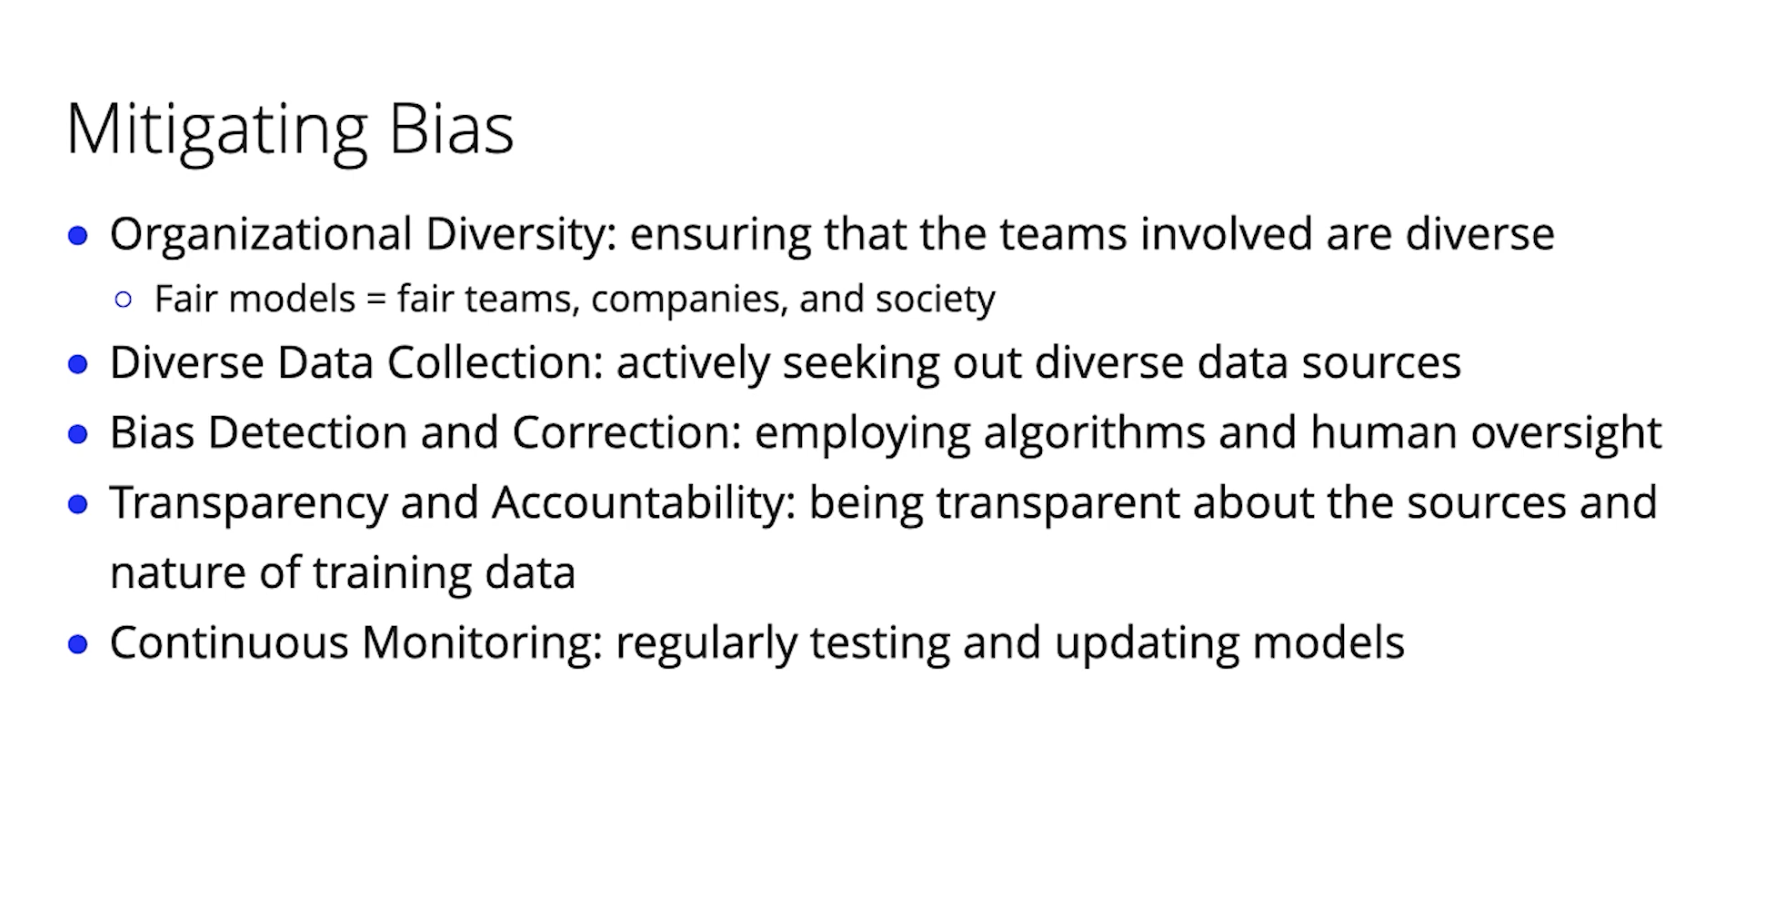 Mitigating Bias
Organizational Diversity: ensuring that the teams involved are diverse
Fair models = fair teams, companies, and society
Diverse Data Collection: actively seeking out diverse data sources
Bias Detection and Correction: employing algorithms and human oversight
Transparency and Accountability: being transparent about the sources and
nature of training data
Continuous Monitoring: regularly testing and updating models